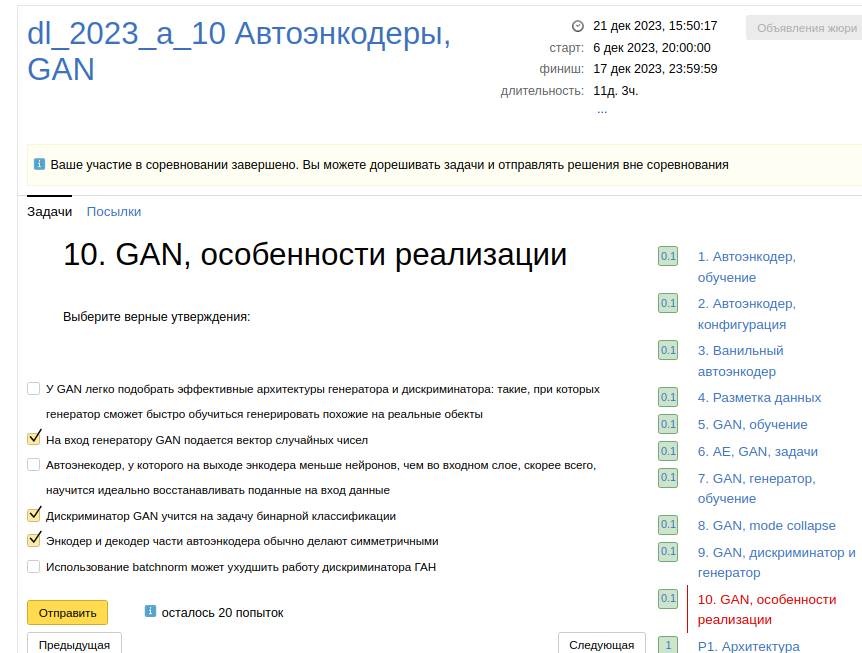 dl_2023_a_10 Автоэнкодеры,
GAN
21 дек 2023, 15:50:17
старт: 6 дек 2023, 20:00:00
финиш: 17 дек 2023, 23:59:59
длительность: 11д. 3ч.
...
Объявления жюри
Ваше участие в соревновании завершено. Вы можете дорешивать задачи и отправлять решения вне соревнования
Задачи Посылки
10. GAN, особенности реализации
Выберите верные утверждения:
У GAN легко подобрать эффективные архитектуры генератора и дискриминатора: такие, при которых
генератор сможет быстро обучиться генерировать похожие на реальные обекты
На вход генератору GAN подается вектор случайных чисел
Автоэнекодер, у которого на выходе энкодера меньше нейронов, чем во входном слое, скорее всего,
научится идеально восстанавливать поданные на вход данные
Дискриминатор GAN учится на задачу бинарной классификации
Энкодер и декодер части автоэнкодера обычно делают симметричными
Использование batchnorm может ухудшить работу дискриминатора ГАН
Отправить осталось 20 попыток
Предыдущая Следующая
0.1 1. Автоэнкодер,
обучение
0.1 2. Автоэнкодер,
конфигурация
0.1 3. Ванильный
автоэнкодер
0.1 4. Разметка данных
0.1 5. GAN, обучение
0.1 6. AE, GAN, задачи
0.1 7. GAN, генератор,
обучение
0.1 8. GAN, mode collapse
0.1 9. GAN, дискриминатор и
генератор
0.1 10. GAN, особенности
реализации
1 P1. Архитектура